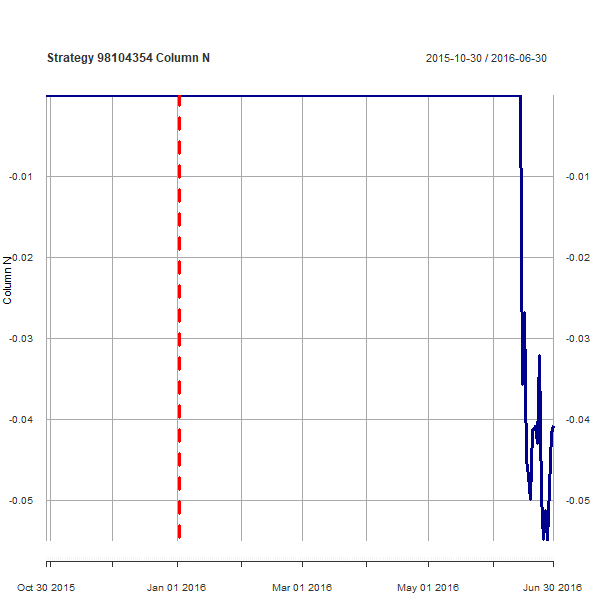 Strategy 98104354 Column N
2015-10-30 / 2016-06-30
-0.01
-0.02
-0.03
-0.04
-0.05
Column N
-0.01
-0.02
-0.03
-0.04
-0.05
Oct 30 2015
Jan 01 2016
Mar 01 2016
May 01 2016
Jun 30 2016